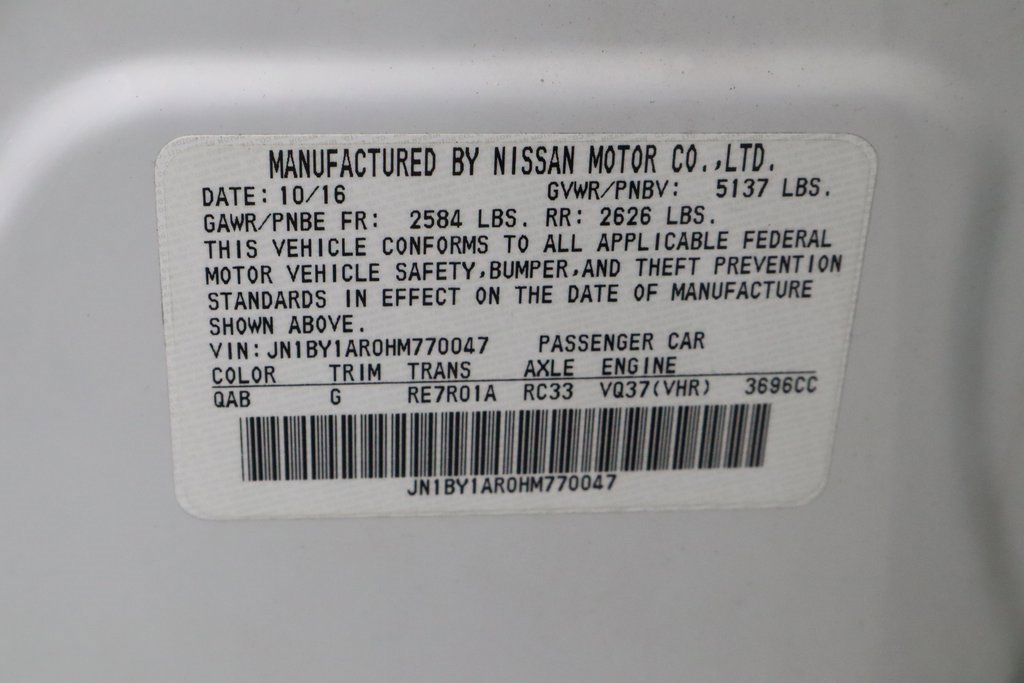 MANUFACTURED BY NISSAN MOTOR CO.,LTD.
DATE: 10/16 GVWR/PNBV: 5137 LBS.
GAWR/PNBE FR: 2584 LBS. RR: 2626 LBS.
THIS VEHICLE CONFORMS TO ALL APPLICABLE FEDERAL
MOTOR VEHICLE SAFETY,BUMPER,AND THEFT PREVENTION
STANDARDS IN EFFECT ON THE DATE OF MANUFACTURE
SHOWN ABOVE.
VIN: JN1BY1AR0HM770047 PASSENGER CAR
COLOR TRIM TRANS AXLE ENGINE
QAB G RE7R01A RC33 VQ37(VHR) 3696CC
JN1BY1AR0HM770047